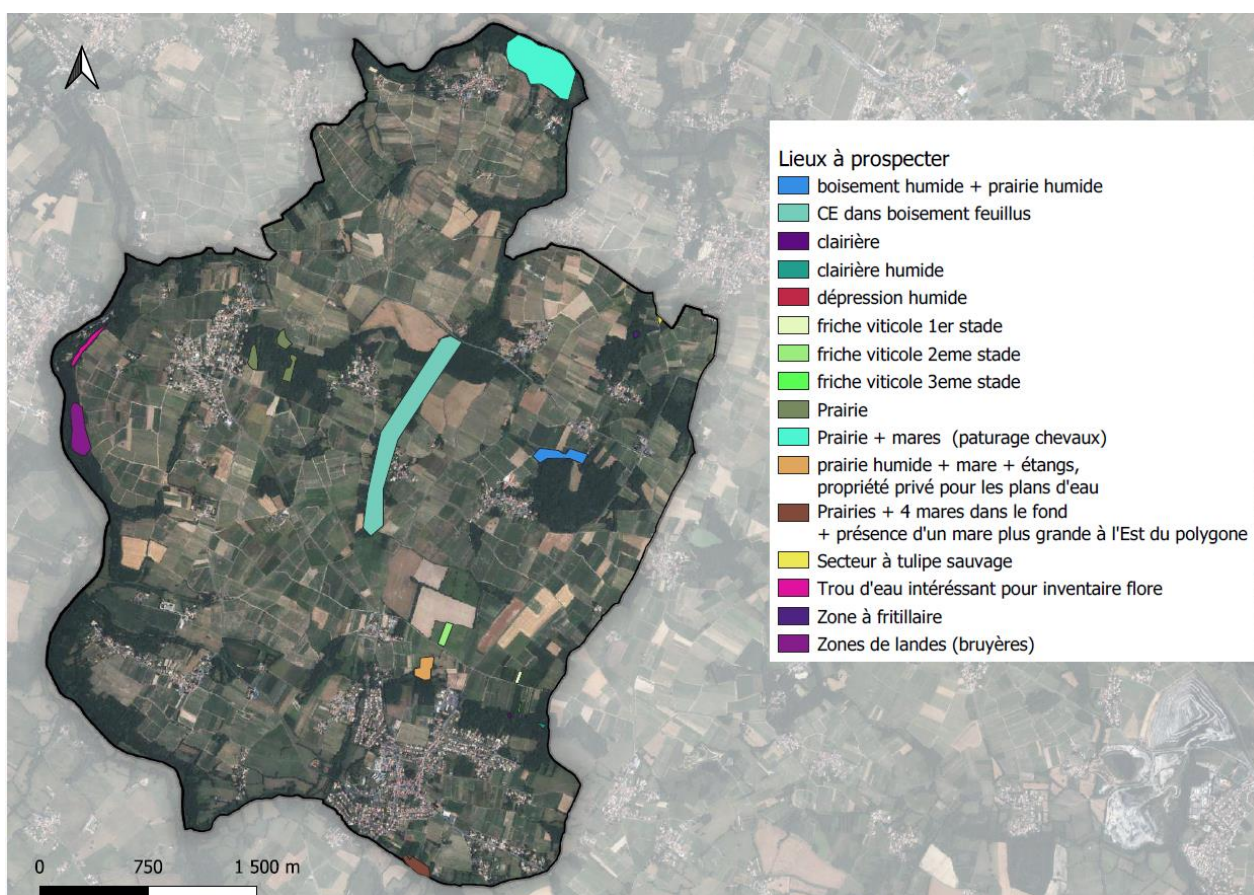 Lieux à prospecter
boisement humide + prairie humide
CE dans boisement feuillus
clairière
clairière humide
dépression humide
friche viticole 1er stade
friche viticole 2eme stade
friche viticole 3eme stade
Prairie
Prairie + mares (paturage chevaux)
prairie humide + mare + étangs,
propriété privé pour les plans d'eau
Prairies + 4 mares dans le fond
+ présence d'un mare plus grande à l'Est du polygone
Secteur à tulipe sauvage
Trou d'eau intéréssant pour inventaire flore
Zone à fritillaire
Zones de landes (bruyères)
0 750 1 500 m